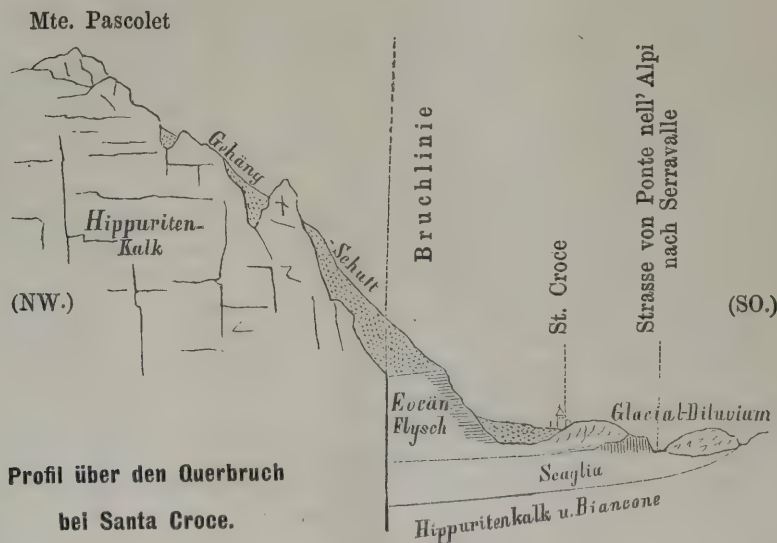 Mte. Pascolet
Gehäng
-Schutt
Hippuriten-
Kalk
(NW.)
Bruchlinie
St. Croce
Strasse von Ponte nell' Alpi
nach Serravalle
(SO.)
Eocän
Flysch
Glacial-Diluvium
Scaglia
Hippuritenkalk u. Biancone
Profil über den Querbruch
bei Santa Croce.